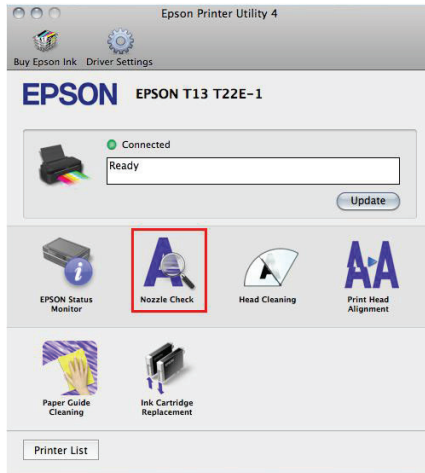 Epson Printer Utility 4
Buy Epson Ink Driver Settings
EPSON EPSON T13 T22E-1
Connected
Ready
Update
EPSON Status
Monitor
Nozzle Check
Head Cleaning
Print Head
Alignment
Paper Guide
Cleaning
Ink Cartridge
Replacement
Printer List